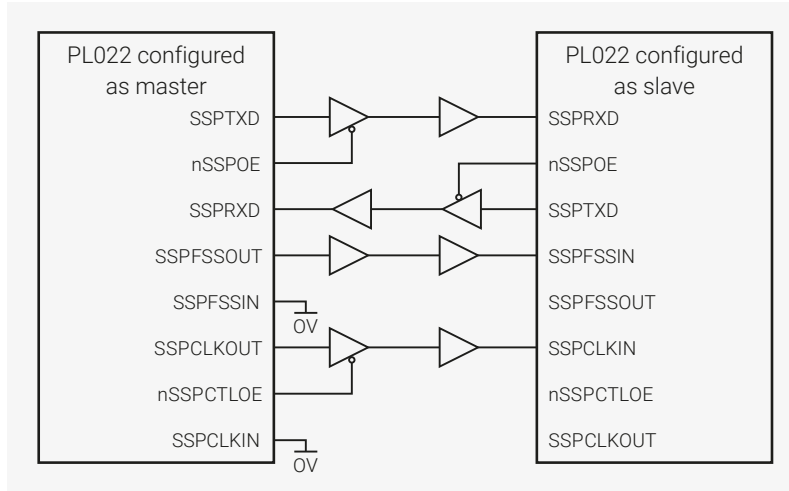 PL022 configured
as master
SSPTXD
nSSPOE
SSPRXD
SSPFSSOUT
SSPFSSIN
0V
SSPCLKOUT
nSSPCTLOE
SSPCLKIN
0V
PL022 configured
as slave
SSPRXD
nSSPOE
SSPTXD
SSPFSSIN
SSPFSSOUT
SSPCLKIN
nSSPCTLOE
SSPCLKOUT